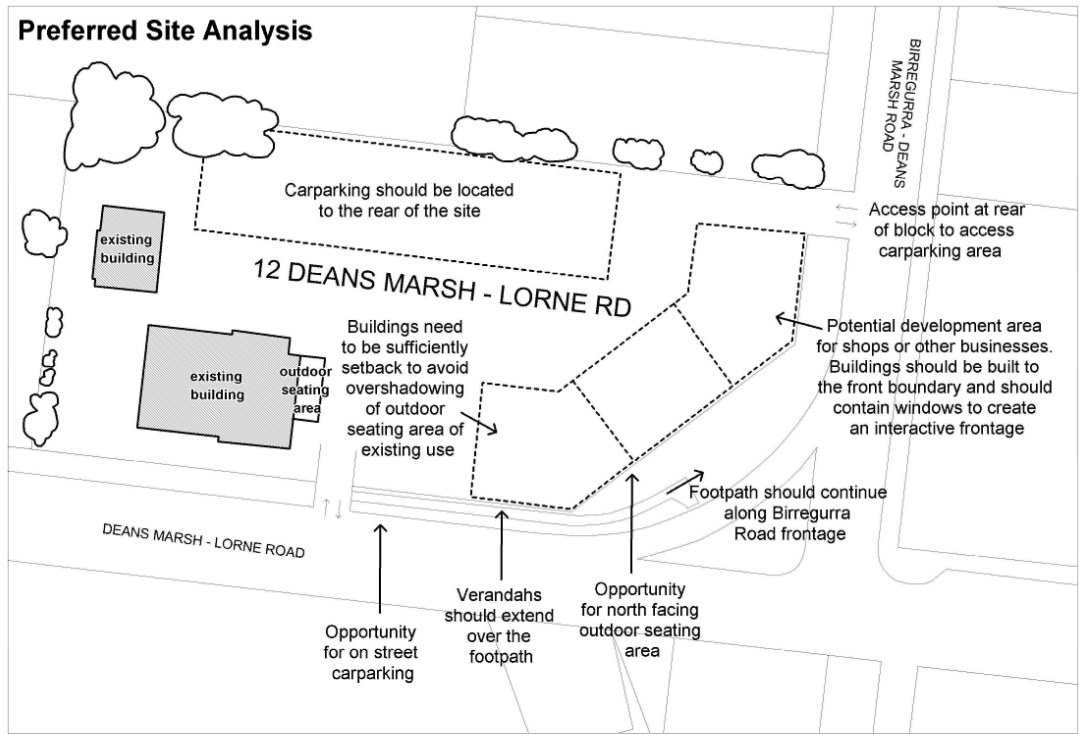 Preferred Site Analysis
BIRREGURRA - DEANS
MARSH ROAD
Carparking should be located
to the rear of the site
Access point at rear
of block to access
carparking area
existing
building
12 DEANS MARSH - LORNE RD
Buildings need
to be sufficiently
setback to avoid
overshadowing
of outdoor
seating area of
existing use
Potential development area
for shops or other businesses.
Buildings should be built to
the front boundary and should
contain windows to create
an interactive frontage
existing
building
outdoor
seating
area
Footpath should continue
along Birregurra
Road frontage
DEANS MARSH - LORNE ROAD
Opportunity
for on street
carparking
Verandahs
should extend
over the
footpath
Opportunity
for north facing
outdoor seating
area